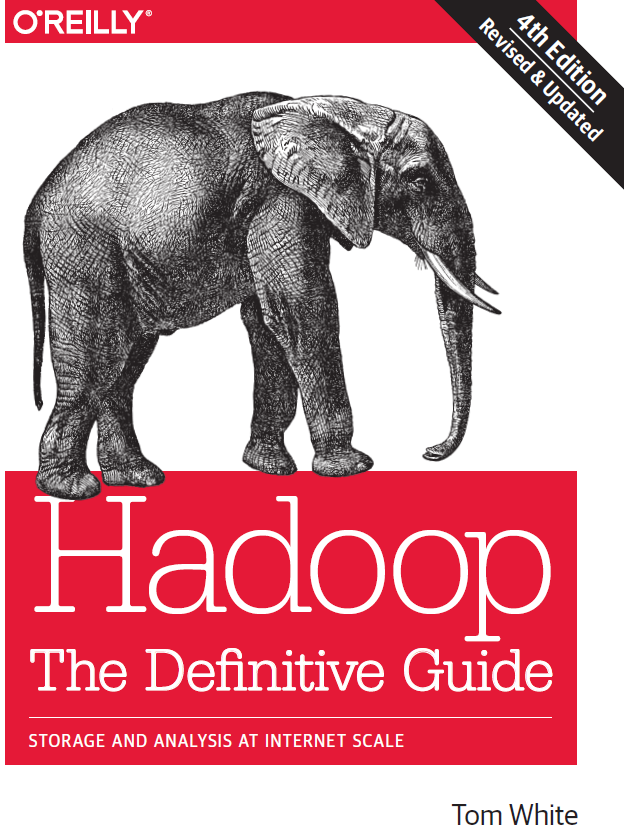 O'REILLY®
4th Edition
Revised & Updated
Hadoop
The Definitive Guide
STORAGE AND ANALYSIS AT INTERNET SCALE
Tom White